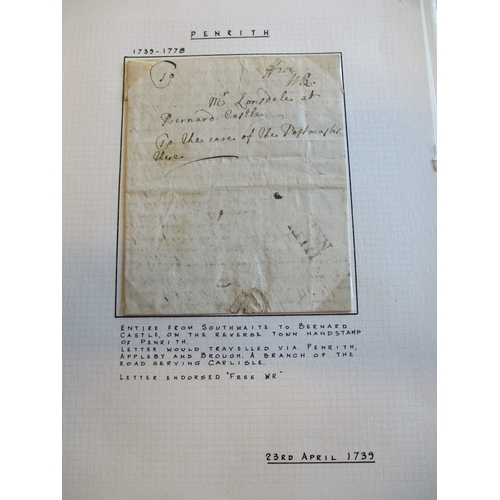 PENRITH
1739-1778
To
Free
WR
Mr Lonsdale at
Bernard Castle
To the care of the Postmaster
there
ENTIRE FROM SOUTHWAITE TO BERNARD
CASTLE, ON THE REVERSE TOWN HANDSTAMP
OF PENRITH.
LETTER WOULD TRAVELLED VIA PENRITH,
APPLEBY AND BROUGH. A BRANCH OF THE
ROAD SERVING CARLISLE.
LETTER ENDORSED "FREE WR"
23RD APRIL 1739